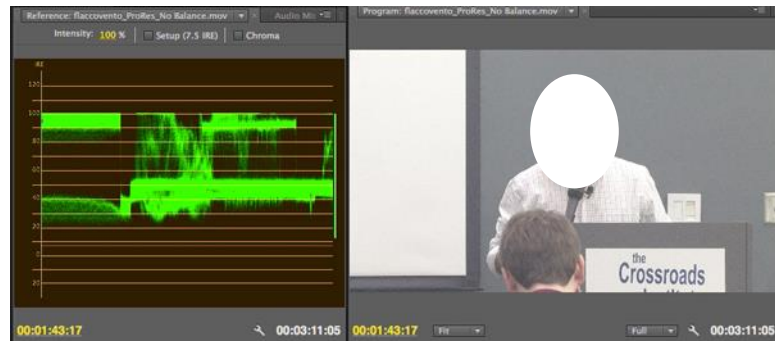 Reference: flaccovento_ProRes_No Balance.mov
Audio Mi
Intensity: 100 %
Setup (7.5 IRE)
Chroma
IRE
120
100
80
60
40
20
0
20
00:01:43:17
00:03:11:05
Program: flaccovento_ProRes_No Balance.mov
the
Crossroads
00:01:43:17
Fit
Full
00:03:11:05